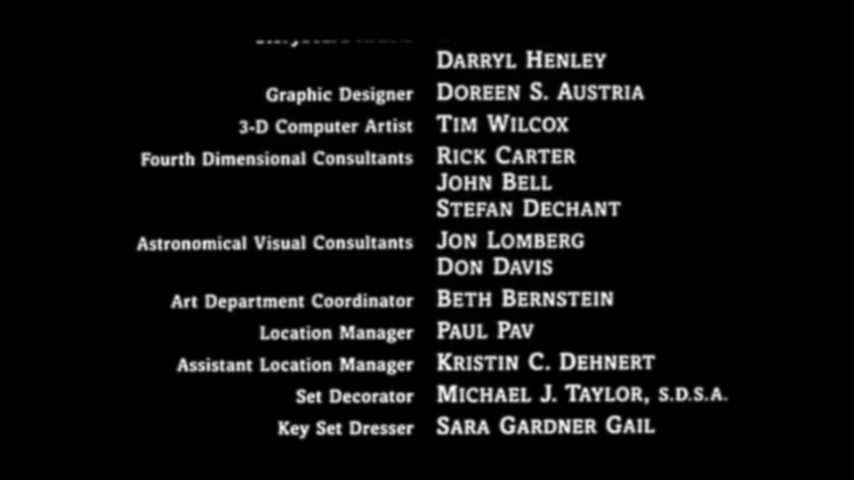 DARRYL HENLEY
Graphic Designer DOREEN S. AUSTRIA
3-D Computer Artist TIM WILCOX
Fourth Dimensional Consultants RICK CARTER
JOHN BELL
STEFAN DECHANT
Astronomical Visual Consultants JON LOMBERG
DON DAVIS
Art Department Coordinator BETH BERNSTEIN
Location Manager PAUL PAV
Assistant Location Manager KRISTIN C. DEHNERT
Set Decorator MICHAEL J. TAYLOR, S.D.S.A.
Key Set Dresser SARA GARDNER GAIL